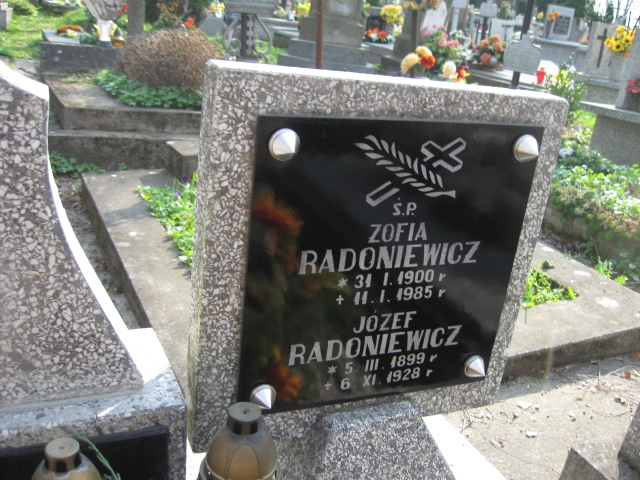 Ś.P.
ZOFIA
RADONIEWICZ
* 31 I. 1900 r
+ 11. I. 1985 r
JÓZEF
RADONIEWICZ
* 5 III. 1899 r
+ 6. XI. 1928 r